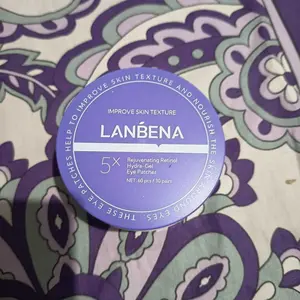 THESE EYE PATCHES HELP TO IMPROVE SKIN TEXTURE AND NOURISH THE SKIN AROUND EYES.
IMPROVE SKIN TEXTURE
LANBENA
5X
Rejuvenating Retinol
Hydra-Gel
Eye Patches
NET: 60 pcs / 30 pairs